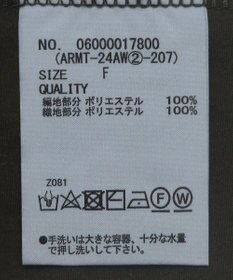 NO. 06000017800
(ARMT-24AW②-207)
SIZE F
QUALITY
編地部分 ポリエステル 100%
織地部分 ポリエステル 100%
Z081
F W
●手洗いは大きな容器、十分な水量
で押し洗いして下さい。